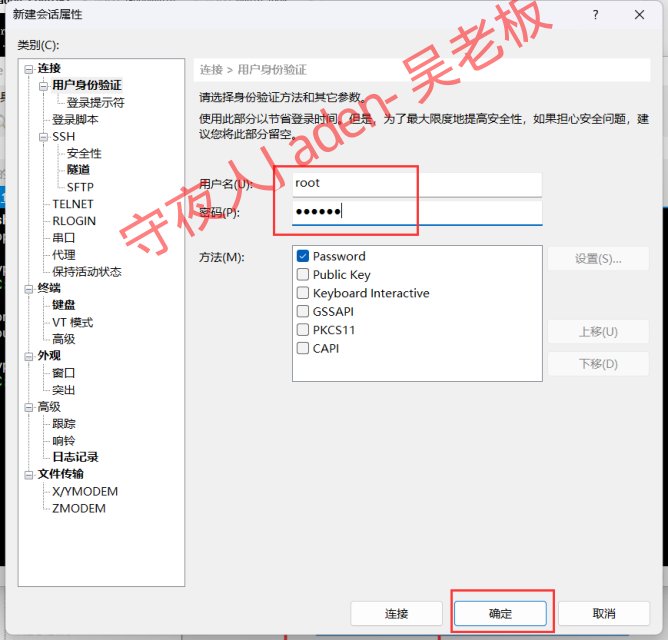 新建会话属性
?
类别(C):
连接
用户身份验证
登录提示符
登录脚本
SSH
安全性
隧道
SFTP
TELNET
RLOGIN
串口
代理
保持活动状态
终端
键盘
VT 模式
高级
外观
窗口
突出
高级
跟踪
响铃
日志记录
文件传输
X/YMODEM
ZMODEM
连接 > 用户身份验证
请选择身份验证方法和其它参数。
使用此部分以节省登录时间。但是，为了最大限度地提高安全性，如果担心安全问题，建
议您将此部分留空。
用户名(U): root
密码(P): ●●●●●●
方法(M):
Password
Public Key
Keyboard Interactive
GSSAPI
PKCS11
CAPI
设置(S)...
上移(U)
下移(D)
连接
确定
取消
守夜人Jaden-吴老板